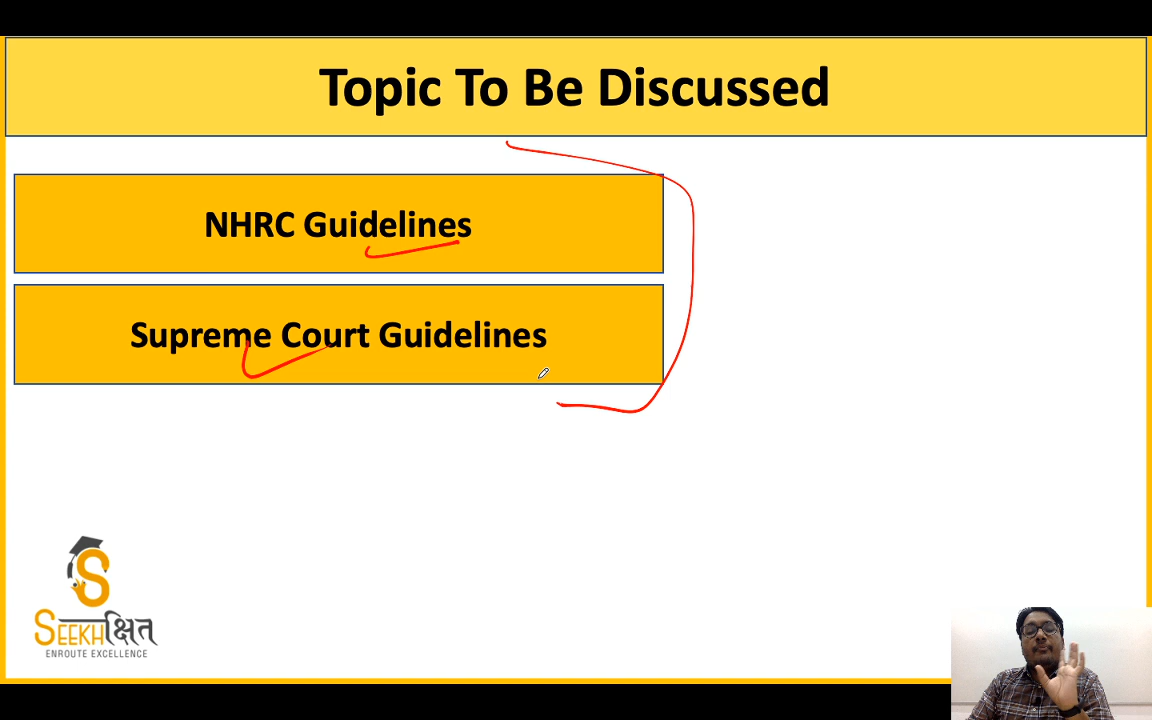 Topic To Be Discussed
NHRC Guidelines
Supreme Court Guidelines
SEEKHक्षित
ENROUTE EXCELLENCE